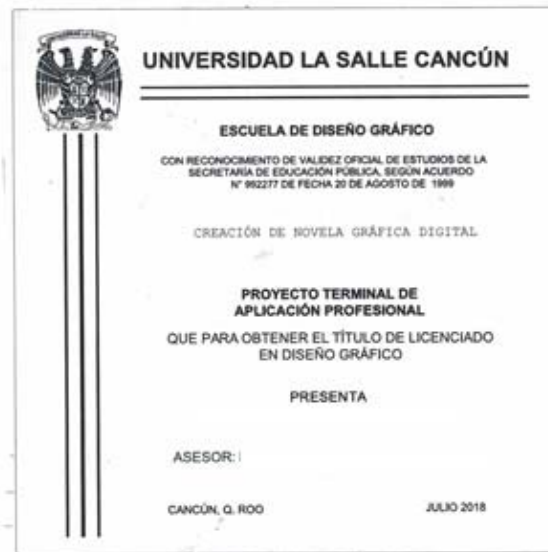 UNIVERSIDAD LA SALLE CANCÚN
ESCUELA DE DISEÑO GRÁFICO
CON RECONOCIMIENTO DE VALIDEZ OFICIAL DE ESTUDIOS DE LA
SECRETARÍA DE EDUCACIÓN PÚBLICA, SEGÚN ACUERDO
N° 992277 DE FECHA 20 DE AGOSTO DE 1999
CREACIÓN DE NOVELA GRÁFICA DIGITAL
PROYECTO TERMINAL DE
APLICACIÓN PROFESIONAL
QUE PARA OBTENER EL TÍTULO DE LICENCIADO
EN DISEÑO GRÁFICO
PRESENTA
ASESOR:
CANCÚN, Q. ROO
JULIO 2018